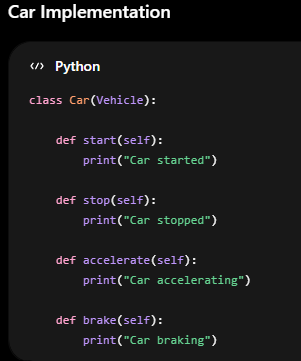 Car Implementation
</> Python
class Car(Vehicle):
    def start(self):
        print("Car started")
    def stop(self):
        print("Car stopped")
    def accelerate(self):
        print("Car accelerating")
    def brake(self):
        print("Car braking")